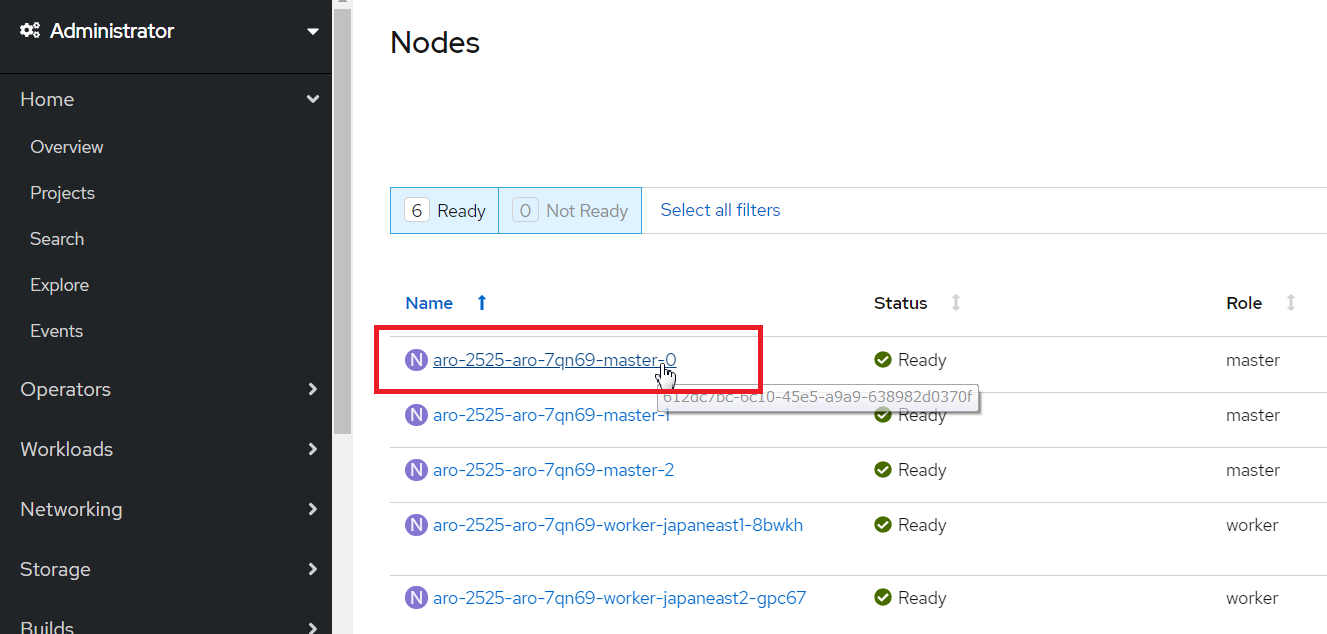 Administrator
Home
Overview
Projects
Search
Explore
Events
Operators
Workloads
Networking
Storage
Builds
Nodes
6 Ready 0 Not Ready Select all filters
Name Status Role
N aro-2525-aro-7qn69-master-0 Ready master
612dc7bc-6c10-45e5-a9a9-638982d0370f
N aro-2525-aro-7qn69-master-1 Ready master
N aro-2525-aro-7qn69-master-2 Ready master
N aro-2525-aro-7qn69-worker-japaneast1-8bwkh Ready worker
N aro-2525-aro-7qn69-worker-japaneast2-gpc67 Ready worker